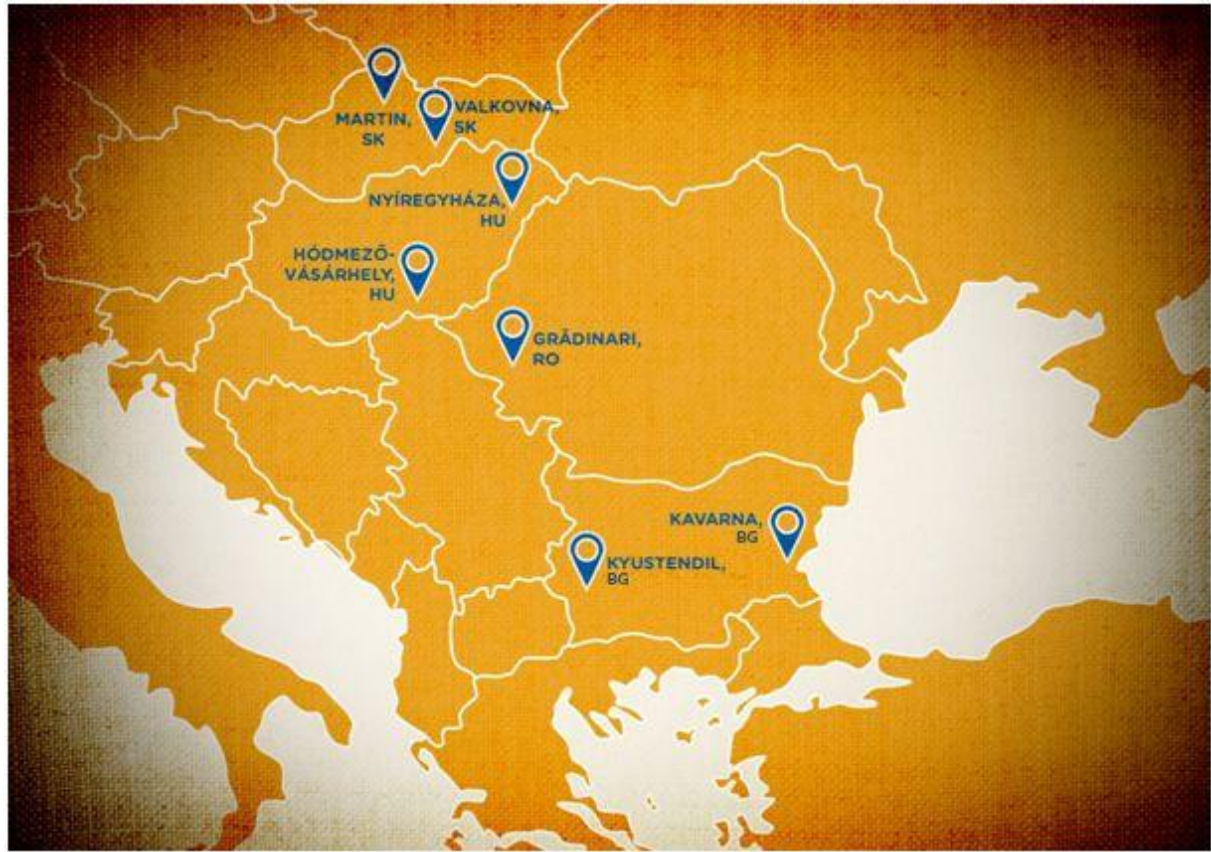 MARTIN,
SK
VALKOVNA,
SK
NYÍREGYHÁZA,
HU
HÓDMEZŐ-
VÁSÁRHELY,
HU
GRĂDINARI,
RO
KAVARNA,
BG
KYUSTENDIL,
BG